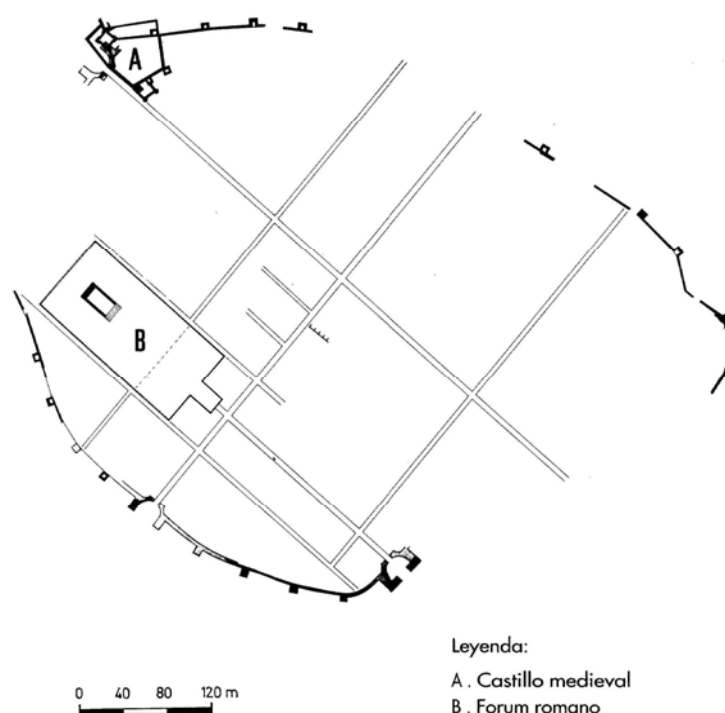 A
B
0 40 80 120 m
Leyenda:
A . Castillo medieval
B . Forum romano